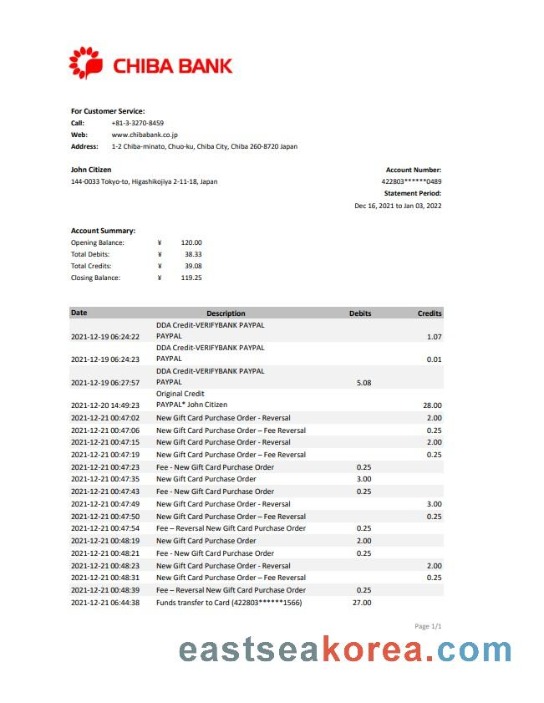 CHIBA BANK
For Customer Service:
Call: +81-3-3270-8459
Web: www.chibabank.co.jp
Address: 1-2 Chiba-minato, Chuo-ku, Chiba City, Chiba 260-8720 Japan
John Citizen Account Number:
144-0033 Tokyo-to, Higashikojiya 2-11-18, Japan 422803******0489
Statement Period:
Dec 16, 2021 to Jan 03, 2022
Account Summary:
Opening Balance: ¥ 120.00
Total Debits: ¥ 38.33
Total Credits: ¥ 39.08
Closing Balance: ¥ 119.25
Date Description Debits Credits
DDA Credit-VERIFYBANK PAYPAL
2021-12-19 06:24:22 PAYPAL 1.07
DDA Credit-VERIFYBANK PAYPAL
2021-12-19 06:24:23 PAYPAL 0.01
DDA Credit-VERIFYBANK PAYPAL
2021-12-19 06:27:57 PAYPAL 5.08
Original Credit
2021-12-20 14:49:23 PAYPAL* John Citizen 28.00
2021-12-21 00:47:02 New Gift Card Purchase Order - Reversal 2.00
2021-12-21 00:47:06 New Gift Card Purchase Order – Fee Reversal 0.25
2021-12-21 00:47:15 New Gift Card Purchase Order - Reversal 2.00
2021-12-21 00:47:19 New Gift Card Purchase Order – Fee Reversal 0.25
2021-12-21 00:47:23 Fee - New Gift Card Purchase Order 0.25
2021-12-21 00:47:35 New Gift Card Purchase Order 3.00
2021-12-21 00:47:43 Fee - New Gift Card Purchase Order 0.25
2021-12-21 00:47:49 New Gift Card Purchase Order - Reversal 3.00
2021-12-21 00:47:50 New Gift Card Purchase Order – Fee Reversal 0.25
2021-12-21 00:47:54 Fee – Reversal New Gift Card Purchase Order 0.25
2021-12-21 00:48:19 New Gift Card Purchase Order 2.00
2021-12-21 00:48:21 Fee - New Gift Card Purchase Order 0.25
2021-12-21 00:48:23 New Gift Card Purchase Order - Reversal 2.00
2021-12-21 00:48:31 New Gift Card Purchase Order – Fee Reversal 0.25
2021-12-21 00:48:39 Fee – Reversal New Gift Card Purchase Order 0.25
2021-12-21 06:44:38 Funds transfer to Card (422803******1566) 27.00
Page 1/1
eastseakorea.com